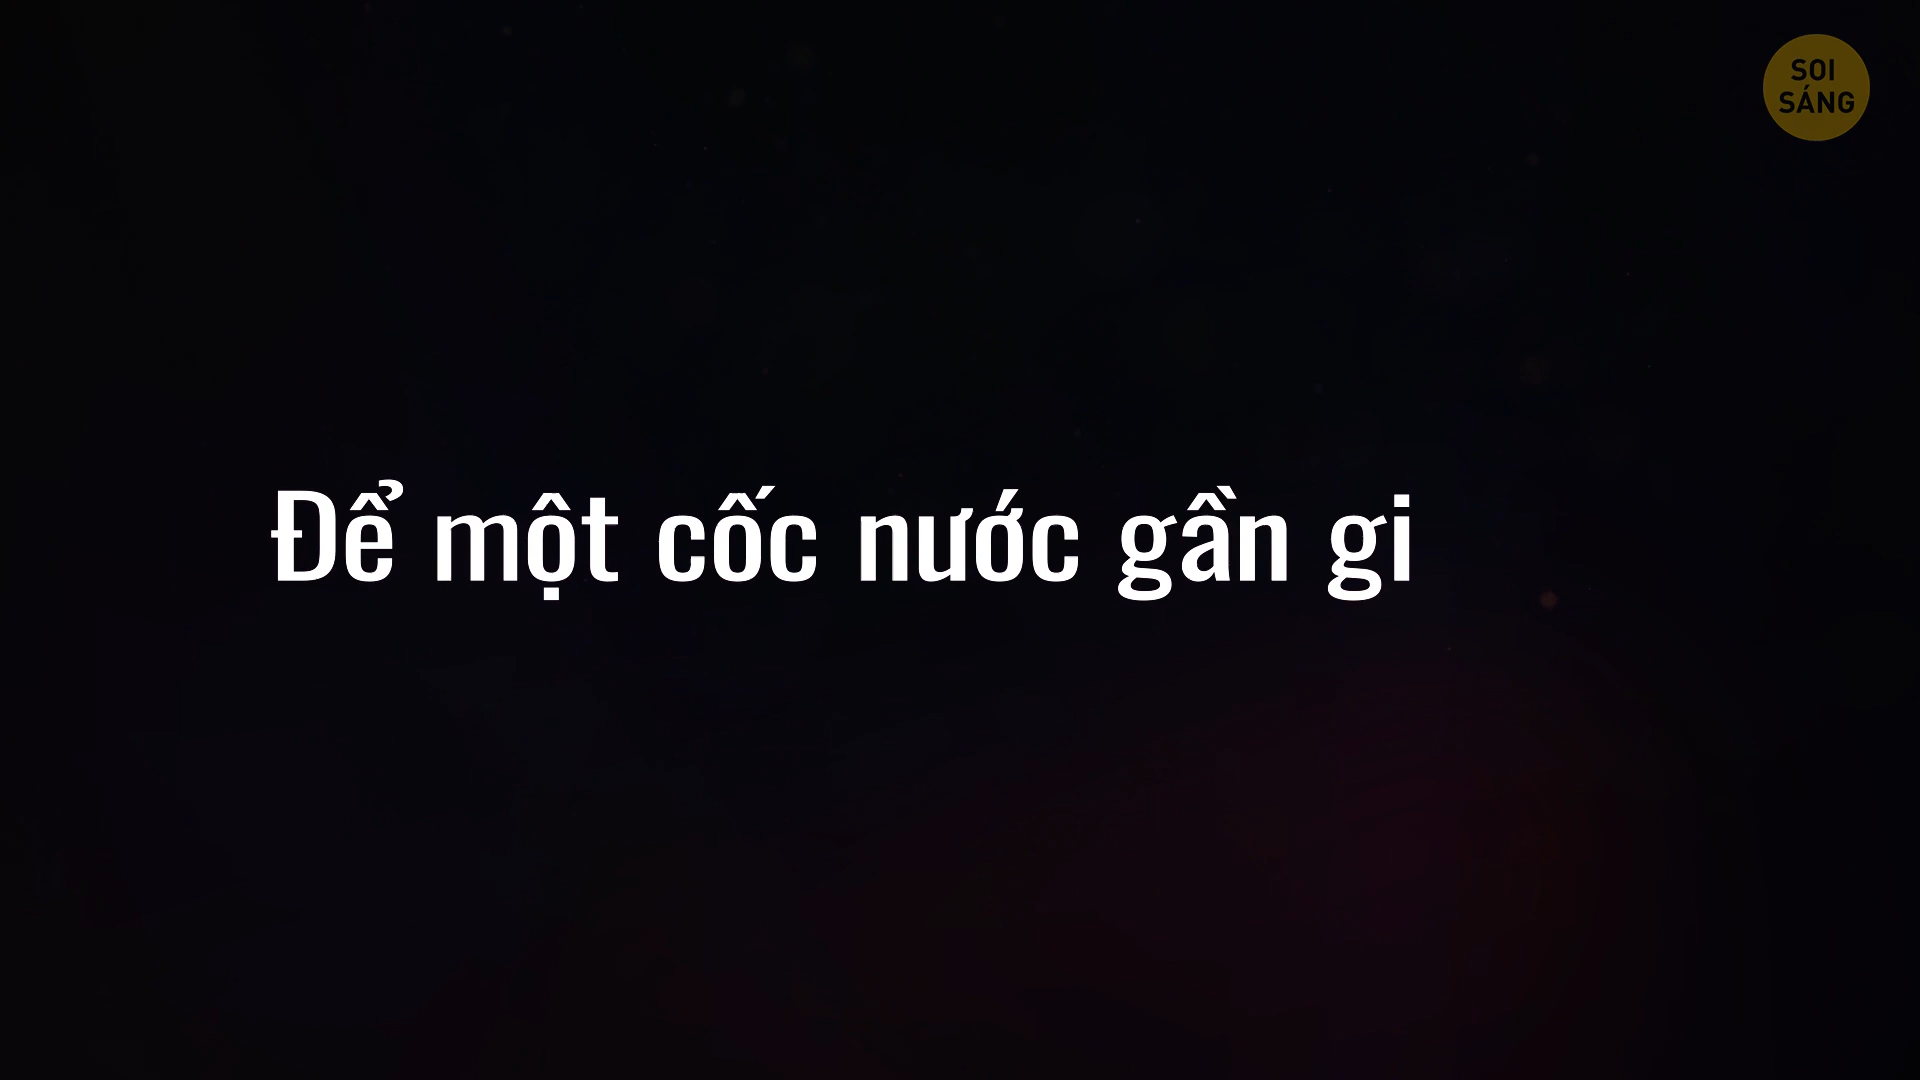 SOI
SÁNG
Để một cốc nước gần gi